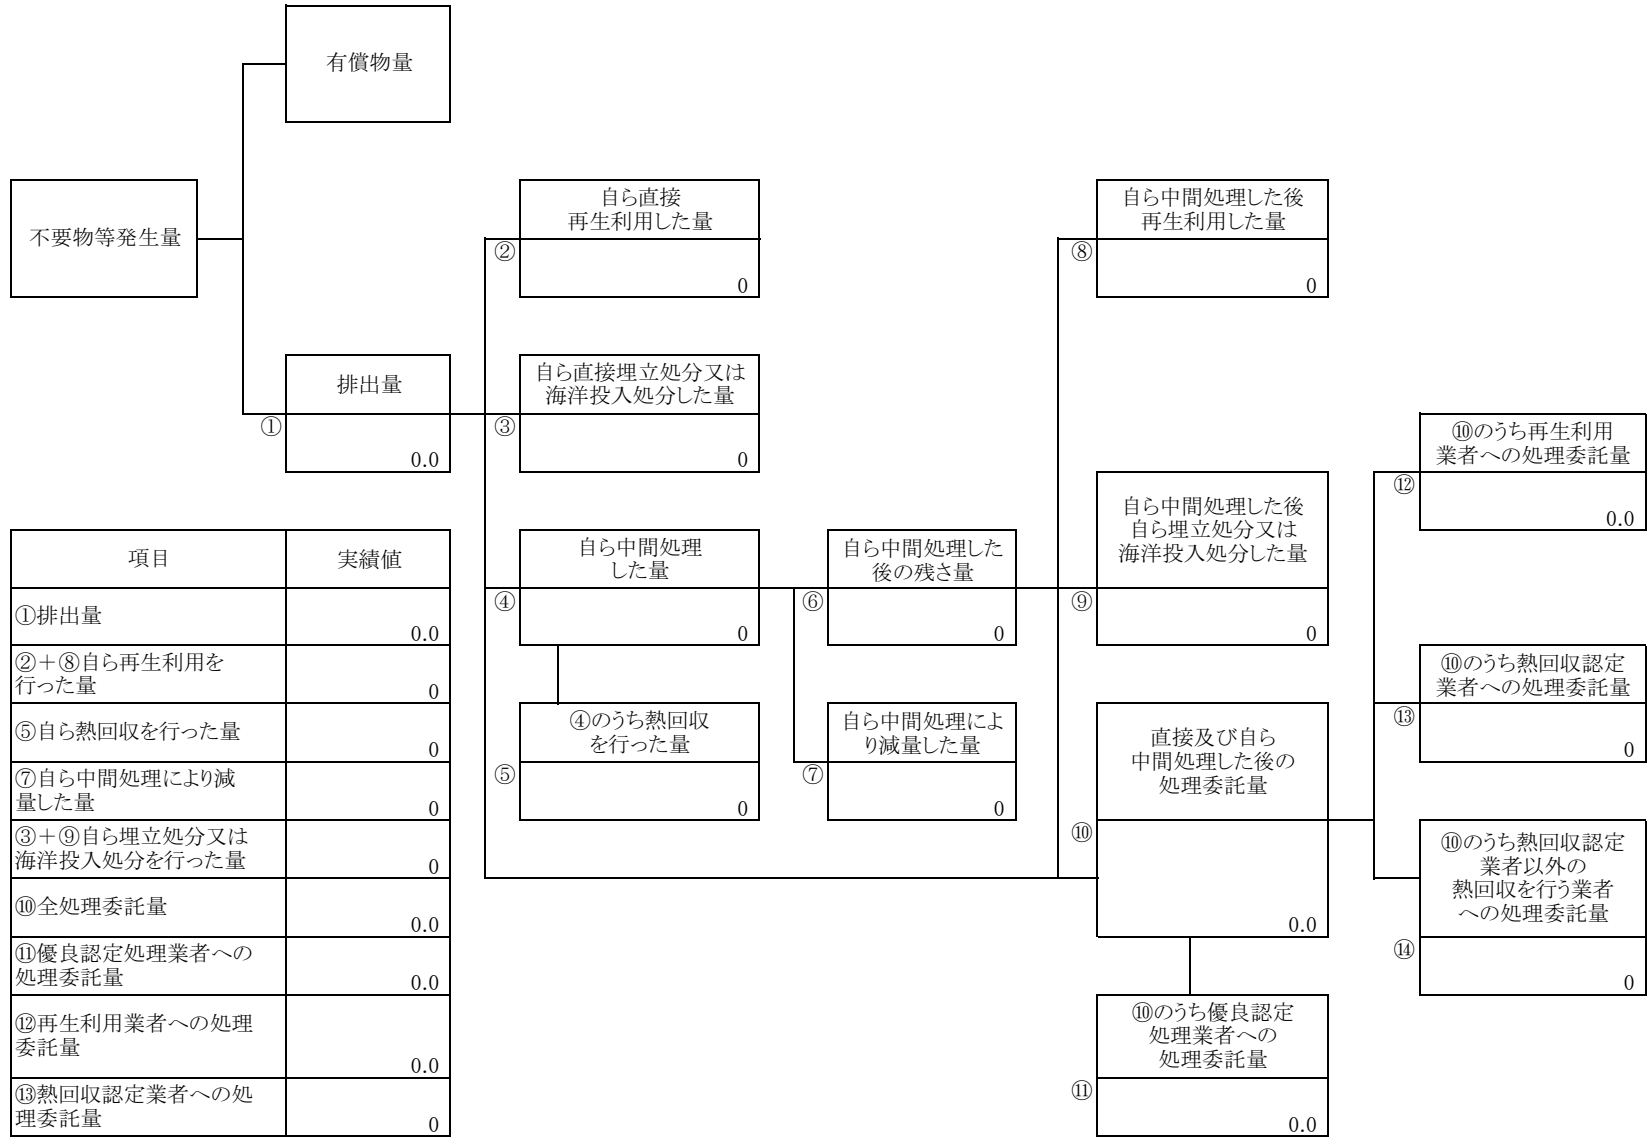 有償物量
不要物等発生量
①
排出量
0.0
②
自ら直接
再生利用した量
0
③
自ら直接埋立処分又は
海洋投入処分した量
0
④
自ら中間処理
した量
0
⑤
④のうち熱回収
を行った量
0
⑥
自ら中間処理した
後の残さ量
0
⑦
自ら中間処理によ
り減量した量
0
⑧
自ら中間処理した後
再生利用した量
0
⑨
自ら中間処理した後
自ら埋立処分又は
海洋投入処分した量
0
⑩
直接及び自ら
中間処理した後の
処理委託量
0.0
⑪
⑩のうち優良認定
処理業者への
処理委託量
0.0
⑫
⑩のうち再生利用
業者への処理委託量
0.0
⑬
⑩のうち熱回収認定
業者への処理委託量
0
⑭
⑩のうち熱回収認定
業者以外の
熱回収を行う業者
への処理委託量
0
項目 実績値
①排出量
0.0
②＋⑧自ら再生利用を
行った量
0
⑤自ら熱回収を行った量
0
⑦自ら中間処理により減
量した量
0
③＋⑨自ら埋立処分又は
海洋投入処分を行った量
0
⑩全処理委託量
0.0
⑪優良認定処理業者への
処理委託量
0.0
⑫再生利用業者への処理
委託量
0.0
⑬熱回収認定業者への処
理委託量
0